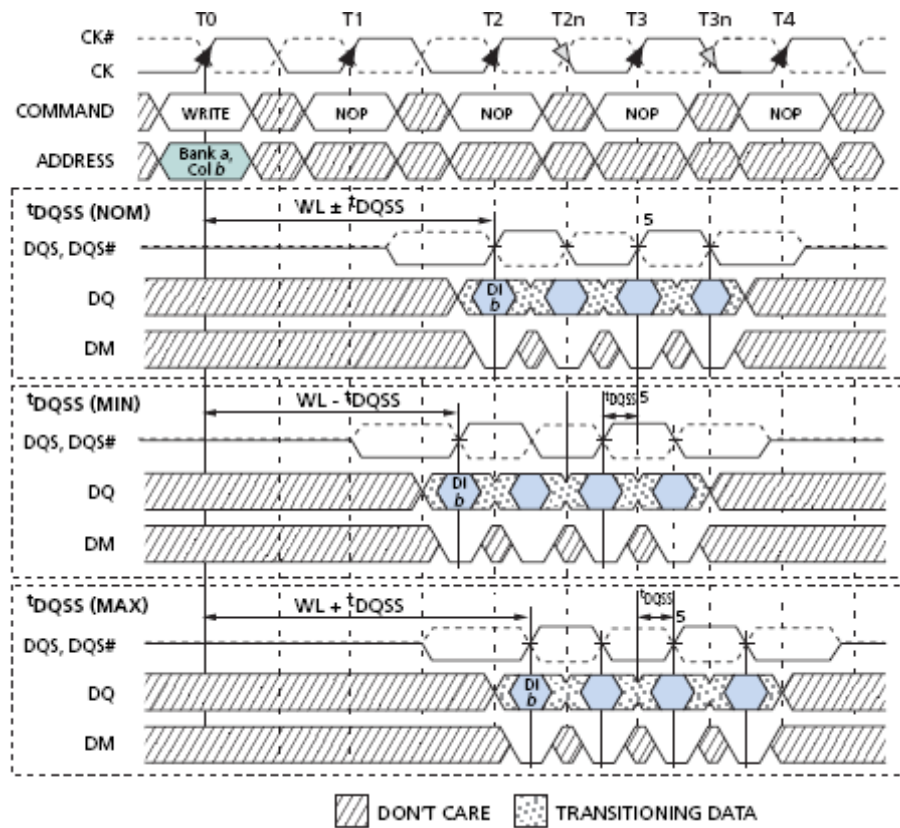 T0 T1 T2 T2n T3 T3n T4
CK#
CK
COMMAND WRITE NOP NOP NOP NOP
ADDRESS Bank a,
Col b
tDQSS (NOM) WL ± tDQSS 5
DQS, DQS#
DQ DI
b
DM
tDQSS (MIN) WL - tDQSS tDQSS 5
DQS, DQS#
DQ DI
b
DM
tDQSS (MAX) WL + tDQSS tDQSS
DQS, DQS# 5
DQ DI
b
DM
DON'T CARE TRANSITIONING DATA